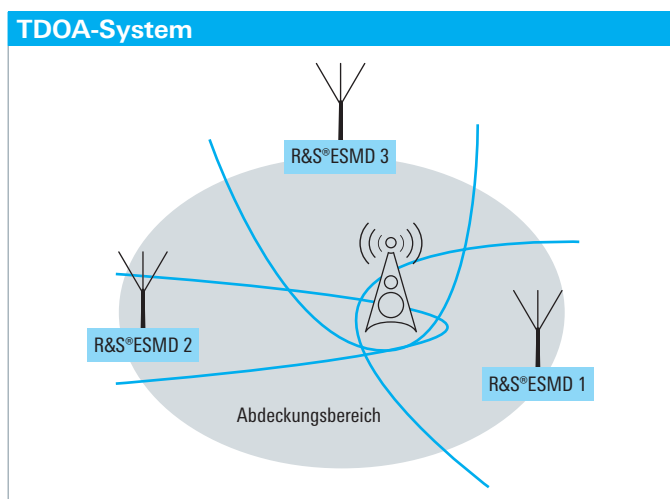 TDOA-System
R&S®ESMD 3
R&S®ESMD 2
R&S®ESMD 1
Abdeckungsbereich